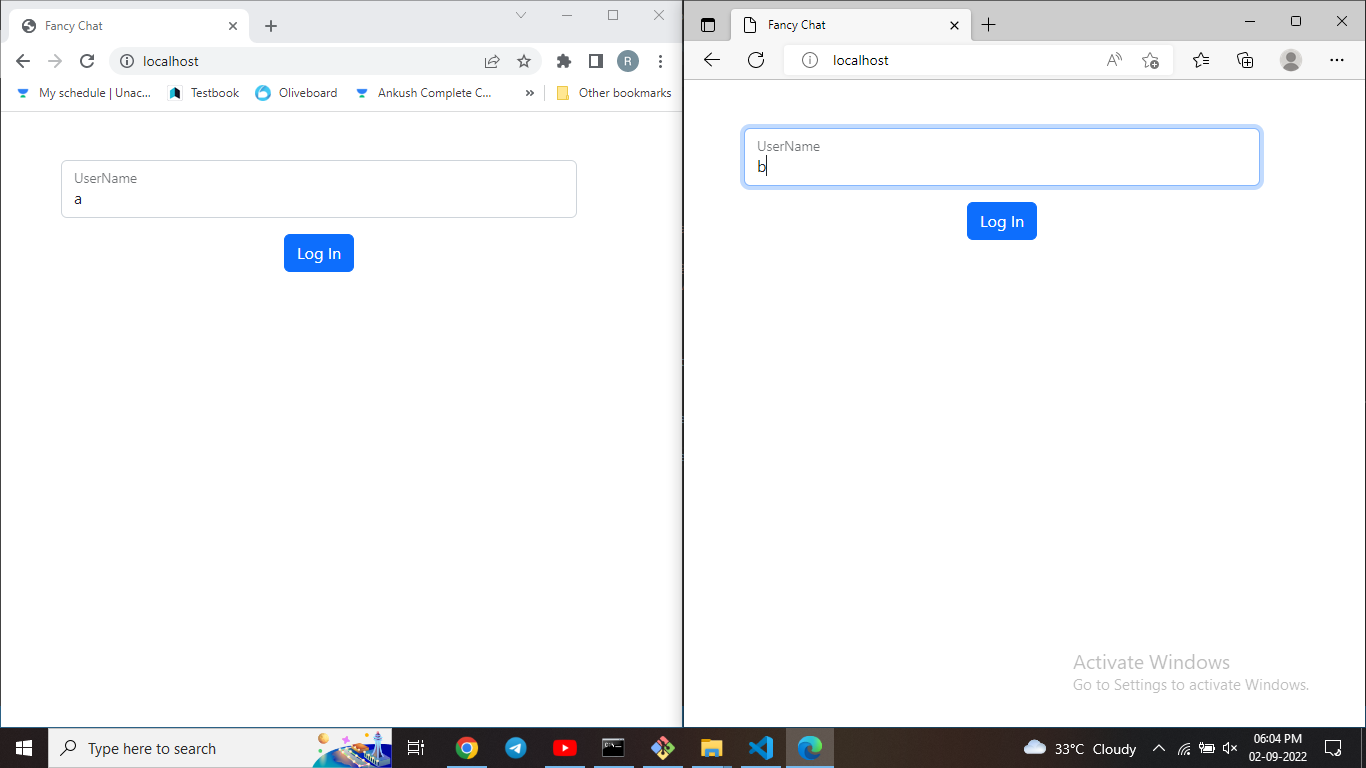 Fancy Chat
localhost
R
My schedule | Unac...
Testbook
Oliveboard
Ankush Complete C...
»
Other bookmarks
UserName
a
Log In
Fancy Chat
localhost
UserName
b
Log In
Activate Windows
Go to Settings to activate Windows.
Type here to search
33°C Cloudy
06:04 PM
02-09-2022